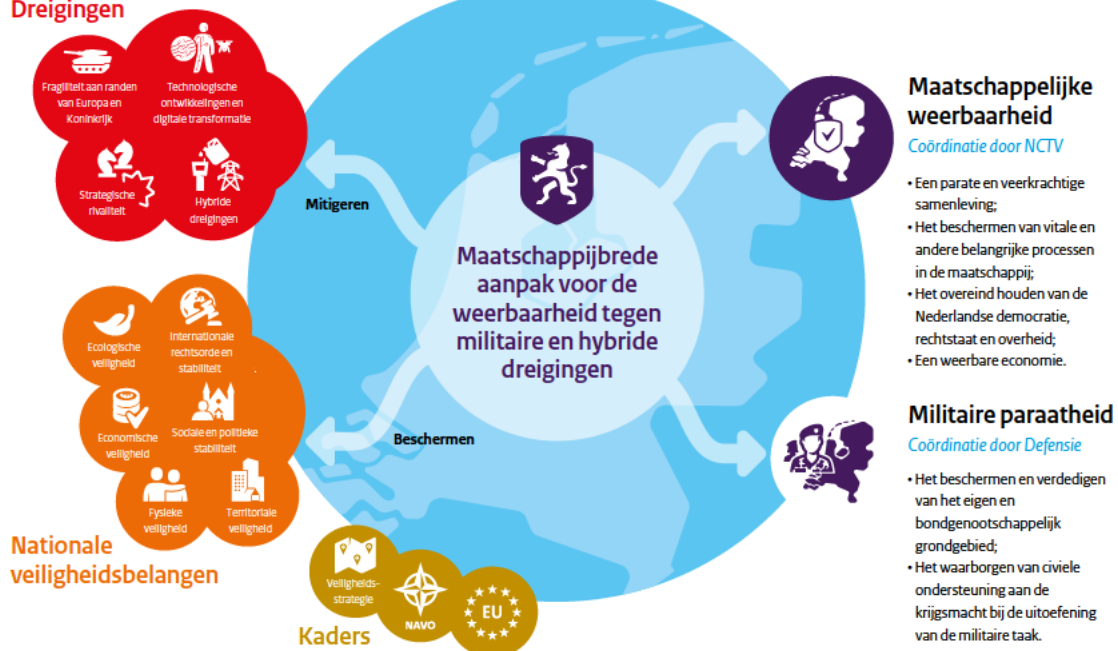 Dreigingen
Fragiliteit aan randen
van Europa en
Koninkrijk
Technologische
ontwikkelingen en
digitale transformatie
Strategische
rivaliteit
Hybride
dreigingen
Mitigeren
Maatschappijbrede
aanpak voor de
weerbaarheid tegen
militaire en hybride
dreigingen
Beschermen
Ecologische
veiligheid
Internationale
rechtsorde en
stabiliteit
Economische
veiligheid
Sociale en politieke
stabiliteit
Fysieke
veiligheid
Territoriale
veiligheid
Nationale
veiligheidsbelangen
Veiligheids-
strategie
NAVO
EU
Kaders
Maatschappelijke
weerbaarheid
Coördinatie door NCTV
• Een parate en veerkrachtige
samenleving;
• Het beschermen van vitale en
andere belangrijke processen
in de maatschappij;
• Het overeind houden van de
Nederlandse democratie,
rechtstaat en overheid;
• Een weerbare economie.
Militaire paraatheid
Coördinatie door Defensie
• Het beschermen en verdedigen
van het eigen en
bondgenootschappelijk
grondgebied;
• Het waarborgen van civiele
ondersteuning aan de
krijgsmacht bij de uitoefening
van de militaire taak.